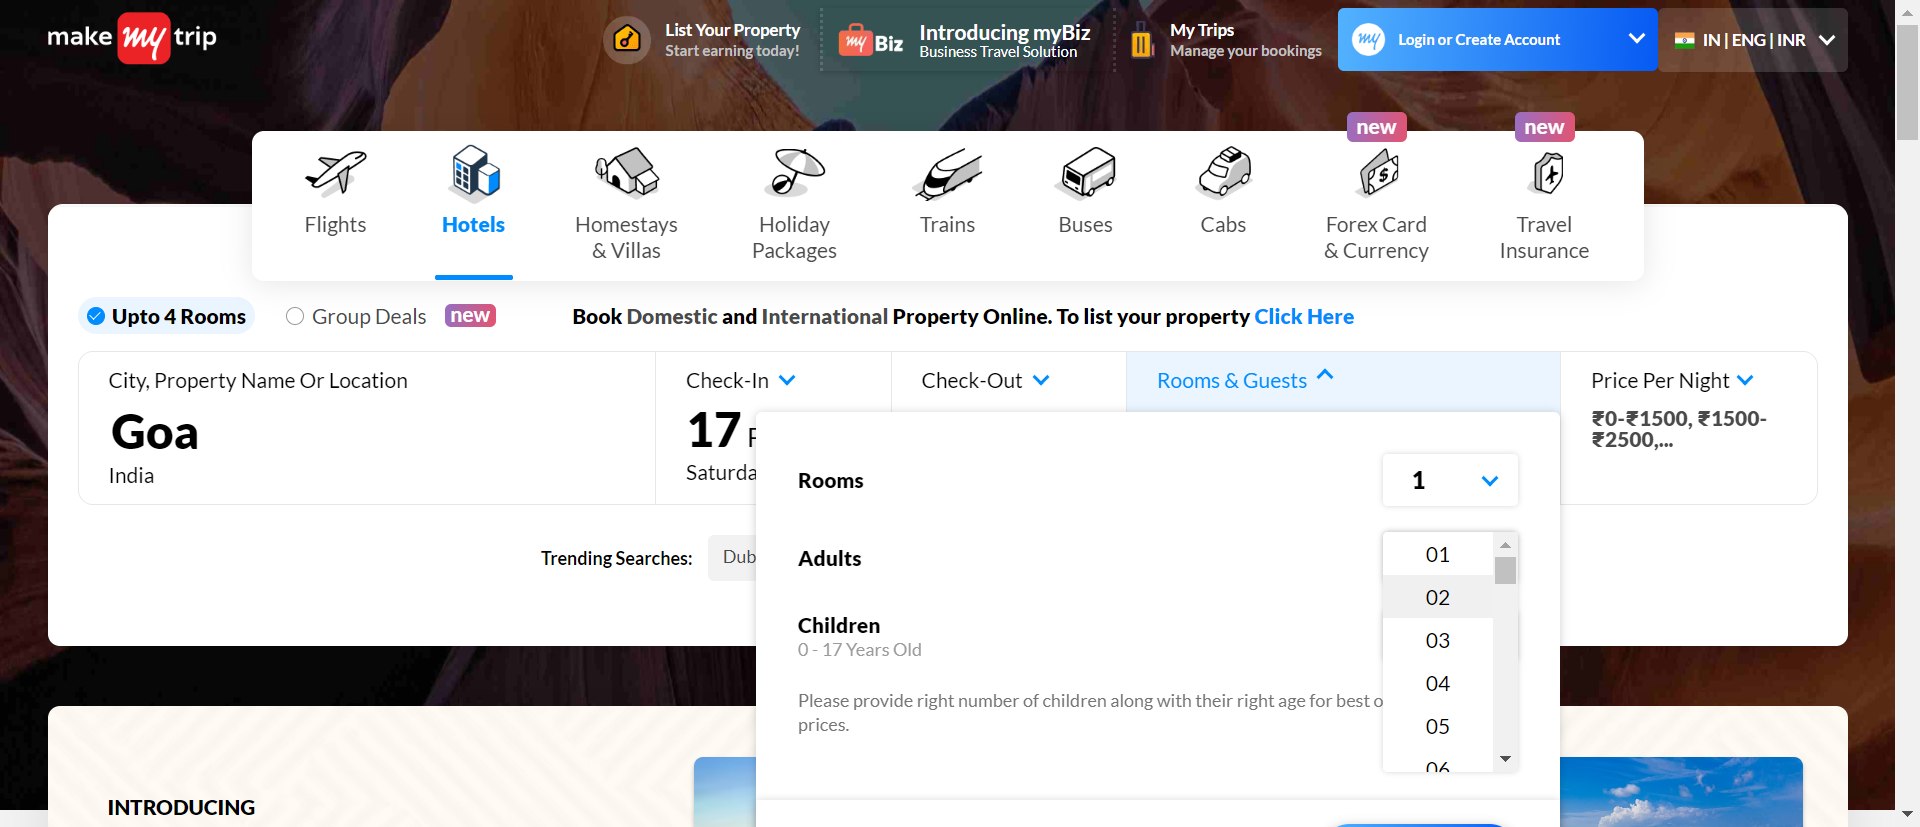 make my trip
List Your Property
Start earning today!
my Biz
Introducing myBiz
Business Travel Solution
My Trips
Manage your bookings
my
Login or Create Account
IN | ENG | INR
new
new
Flights
Hotels
Homestays
& Villas
Holiday
Packages
Trains
Buses
Cabs
Forex Card
& Currency
Travel
Insurance
Upto 4 Rooms
Group Deals
new
Book Domestic and International Property Online. To list your property Click Here
City, Property Name Or Location
Goa
India
Check-In
17
Check-Out
Rooms & Guests
Price Per Night
₹0-₹1500, ₹1500-
₹2500,...
Rooms
1
Trending Searches:
Adults
01
02
03
04
05
06
Children
0 - 17 Years Old
Please provide right number of children along with their right age for best
prices.
INTRODUCING